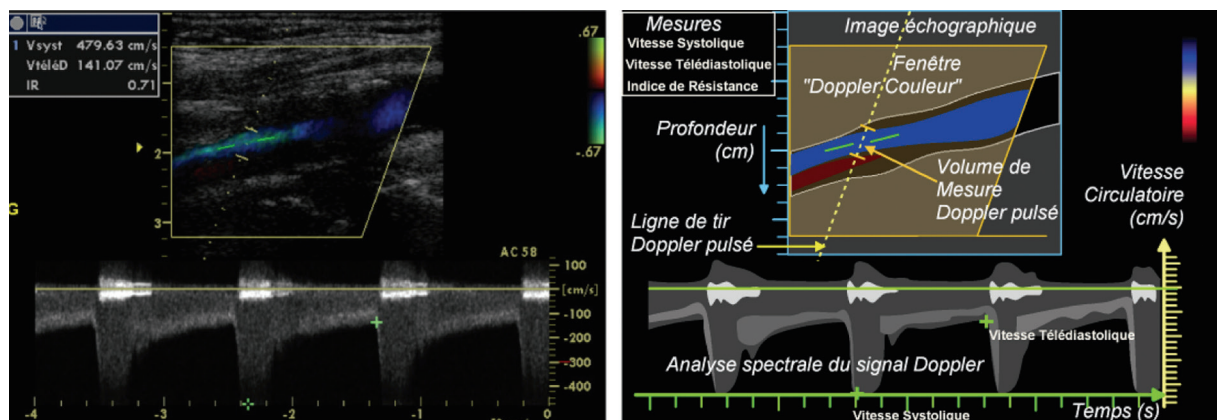 1 Vsyst 479.63 cm/s
VtéléD 141.07 cm/s
IR 0.71
.67
-.67
2
3
G
AC 58
100
[cm/s]
-100
-200
-300
-400
-4
-3
-2
-1
0
Mesures
Vitesse Systolique
Vitesse Télédiastolique
Indice de Résistance
Image échographique
Fenêtre
"Doppler Couleur"
Profondeur
(cm)
Volume de
Mesure
Doppler pulsé
Ligne de tir
Doppler pulsé
Vitesse
Circulatoire
(cm/s)
Vitesse Télédiastolique
Analyse spectrale du signal Doppler
Vitesse Systolique
Temps (s)